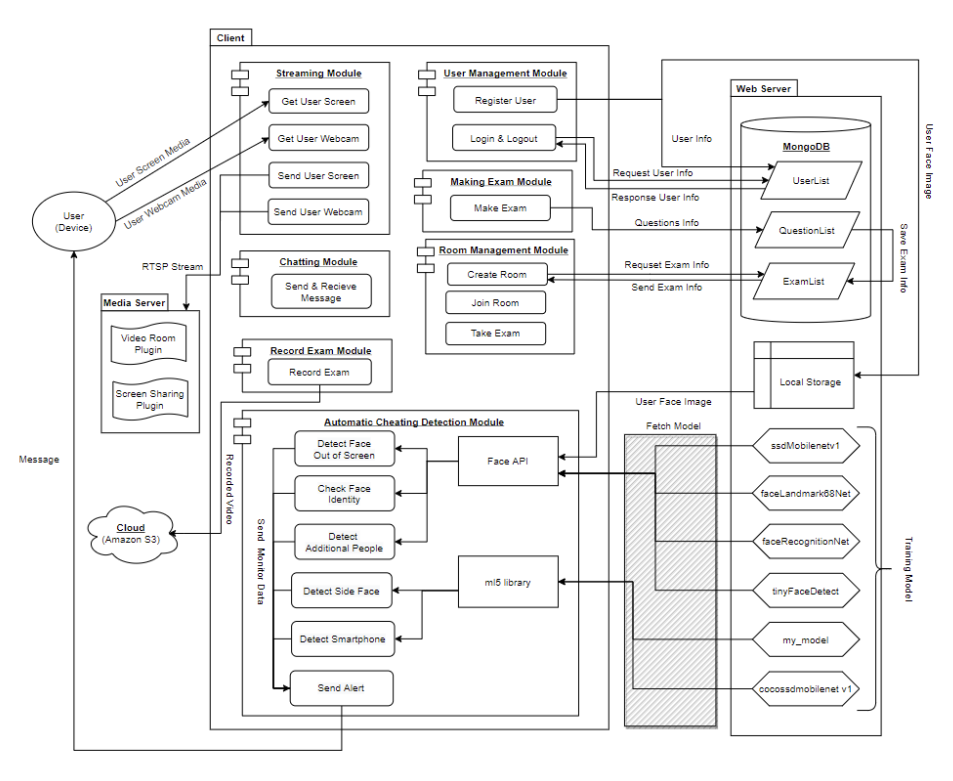 Client
Streaming Module
Get User Screen
Get User Webcam
Send User Screen
Send User Webcam
User Management Module
Register User
Login & Logout
Web Server
MongoDB
UserList
QuestionList
ExamList
User Info
Request User Info
Response User Info
User Face Image
Making Exam Module
Make Exam
Questions Info
Save Exam Info
User Screen Media
User Webcam Media
User
(Device)
RTSP Stream
Chatting Module
Send & Recieve
Message
Room Management Module
Create Room
Join Room
Take Exam
Requset Exam Info
Send Exam Info
Media Server
Video Room
Plugin
Screen Sharing
Plugin
Record Exam Module
Record Exam
Local Storage
User Face Image
Fetch Model
Automatic Cheating Detection Module
Detect Face
Out of Screen
Check Face
Identity
Detect
Additional People
Detect Side Face
Detect Smartphone
Send Alert
Face API
ml5 library
Message
Recorded Video
Send Monitor Data
Cloud
(Amazon S3)
ssdMobilenetv1
faceLandmark68Net
faceRecognitionNet
tinyFaceDetect
my_model
cocossdmobilenet v1
Training Model